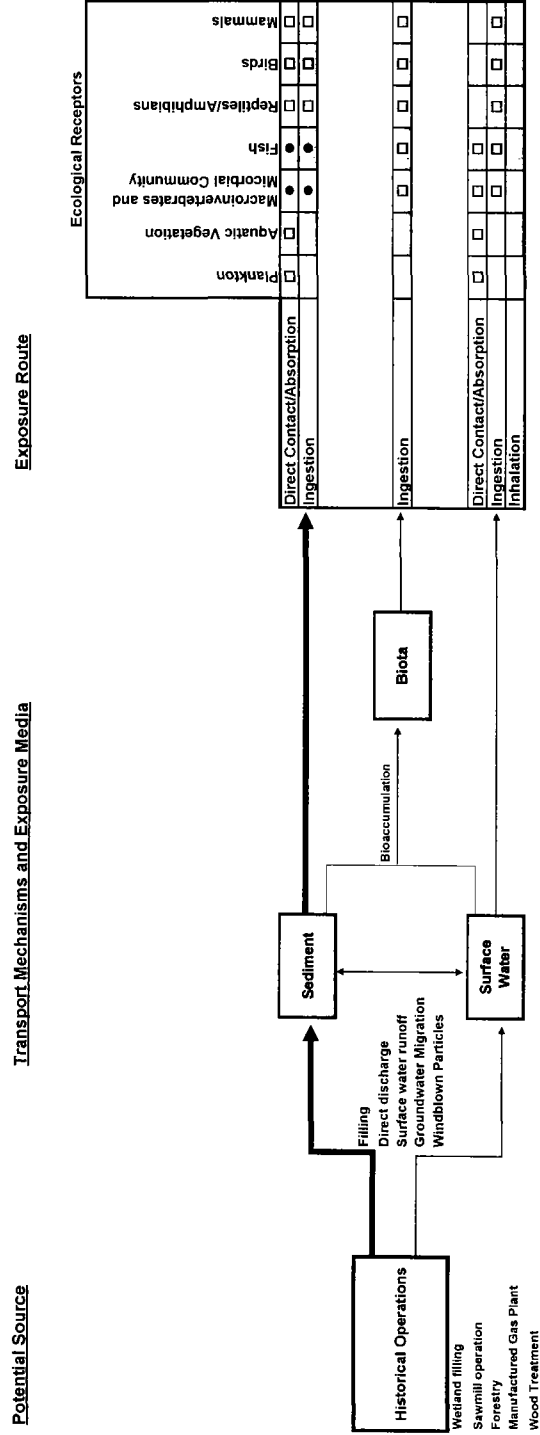 Potential Source
Transport Mechanisms and Exposure Media
Exposure Route
Ecological Receptors
Plankton
Aquatic Vegetation
Macroinvertebrates and
Micorbial Community
Fish
Reptiles/Amphibians
Birds
Mammals
Historical Operations
Wetland filling
Sawmill operation
Forestry
Manufactured Gas Plant
Wood Treatment
Filling
Direct discharge
Surface water runoff
Groundwater Migration
Windblown Particles
Sediment
Surface
Water
Bioaccumulation
Biota
Direct Contact/Absorption
Ingestion
Ingestion
Direct Contact/Absorption
Ingestion
Inhalation